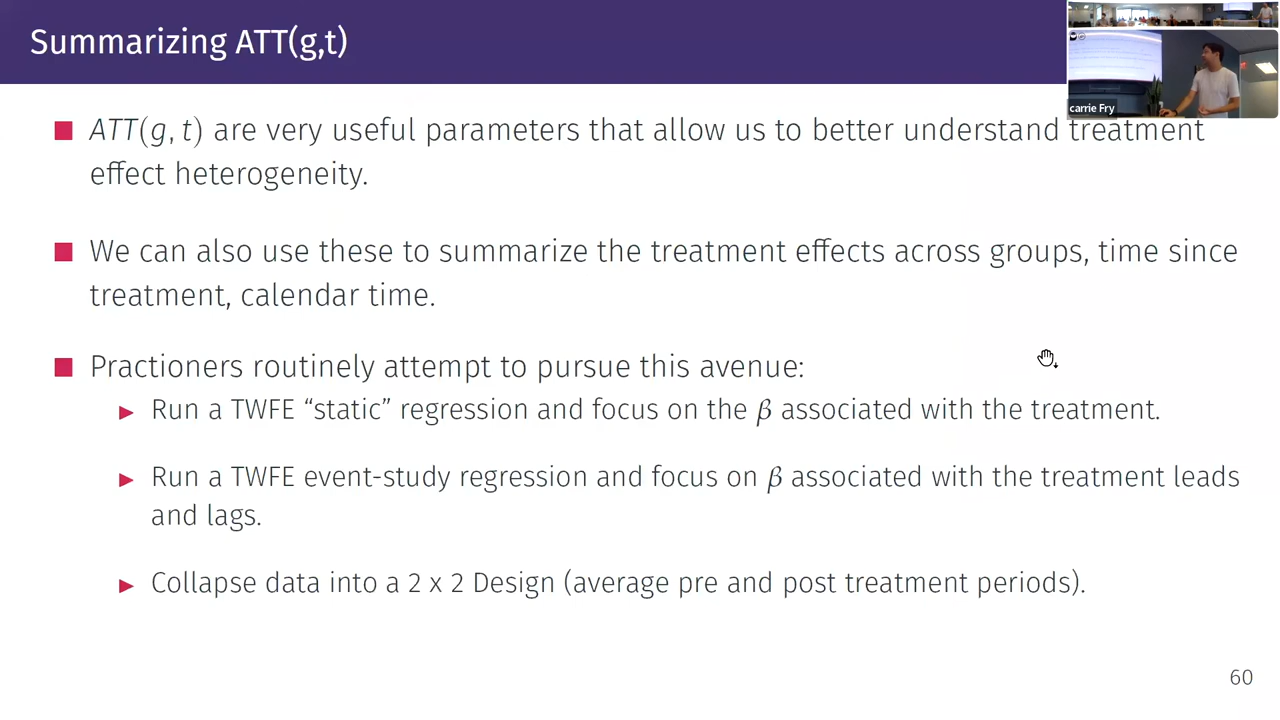 Summarizing ATT(g,t)
carrie Fry
■ ATT(g, t) are very useful parameters that allow us to better understand treatment
effect heterogeneity.
■ We can also use these to summarize the treatment effects across groups, time since
treatment, calendar time.
■ Practioners routinely attempt to pursue this avenue:
▶ Run a TWFE “static” regression and focus on the β associated with the treatment.
▶ Run a TWFE event-study regression and focus on β associated with the treatment leads
and lags.
▶ Collapse data into a 2 x 2 Design (average pre and post treatment periods).
60